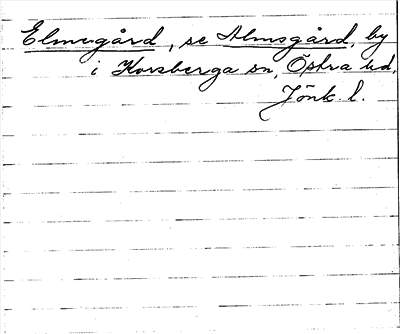 Elmsgård, se Almsgård, by
i Korsberga sn, Östra hd,
Jönk. l.